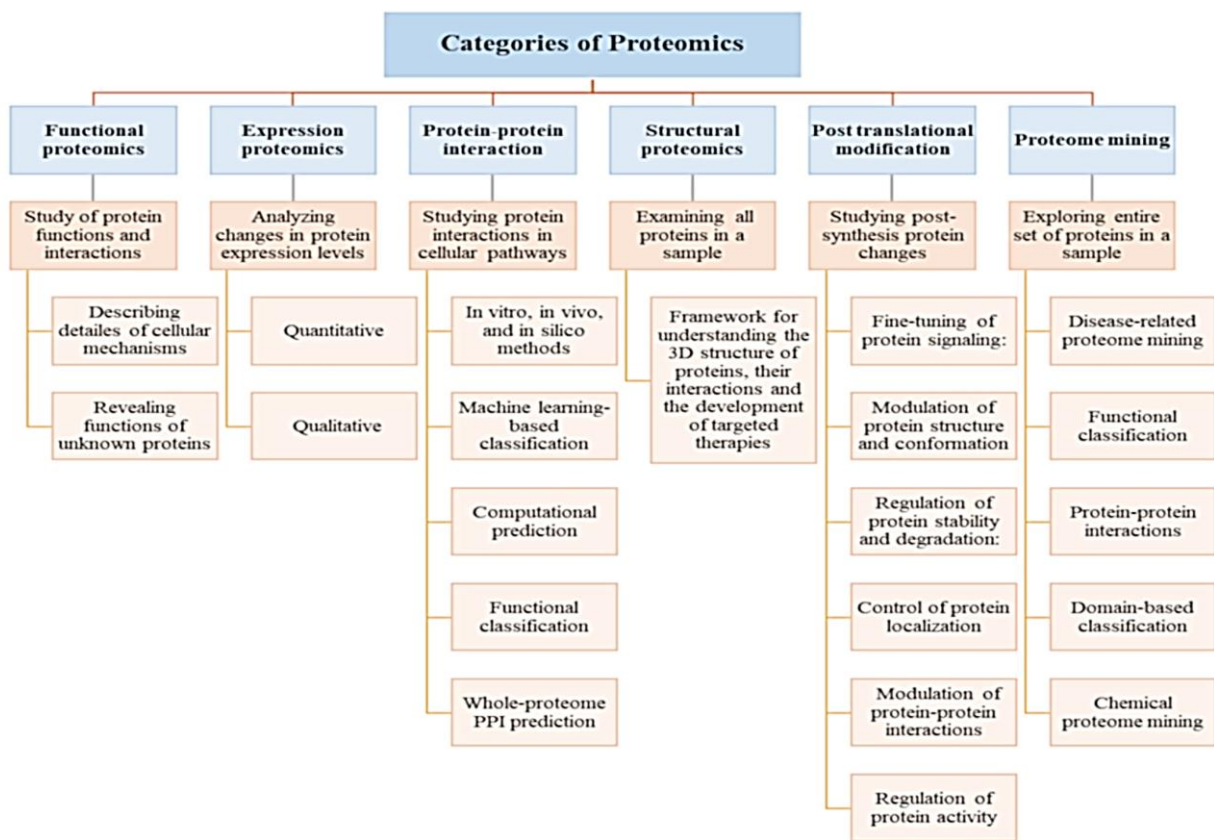 Categories of Proteomics
Functional
proteomics
Expression
proteomics
Protein-protein
interaction
Structural
proteomics
Post translational
modification
Proteome mining
Study of protein
functions and
interactions
Analyzing
changes in protein
expression levels
Studying protein
interactions in
cellular pathways
Examining all
proteins in a
sample
Studying post-
synthesis protein
changes
Exploring entire
set of proteins in a
sample
Describing
detailes of cellular
mechanisms
Revealing
functions of
unknown proteins
Quantitative
Qualitative
In vitro, in vivo,
and in silico
methods
Machine learning-
based
classification
Computational
prediction
Functional
classification
Whole-proteome
PPI prediction
Framework for
understanding the
3D structure of
proteins, their
interactions and
the development
of targeted
therapies
Fine-tuning of
protein signaling:
Modulation of
protein structure
and conformation
Regulation of
protein stability
and degradation:
Control of protein
localization
Modulation of
protein-protein
interactions
Regulation of
protein activity
Disease-related
proteome mining
Functional
classification
Protein-protein
interactions
Domain-based
classification
Chemical
proteome mining